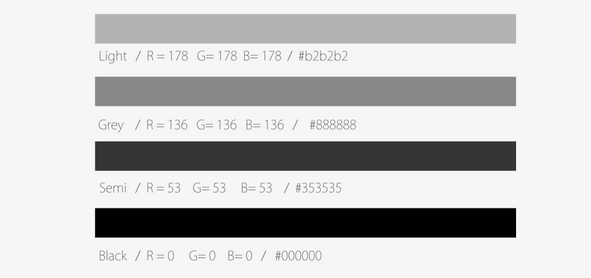 Light / R = 178 G= 178 B= 178 / #b2b2b2
Grey / R = 136 G= 136 B= 136 / #888888
Semi / R = 53 G= 53 B= 53 / #353535
Black / R = 0 G= 0 B= 0 / #000000